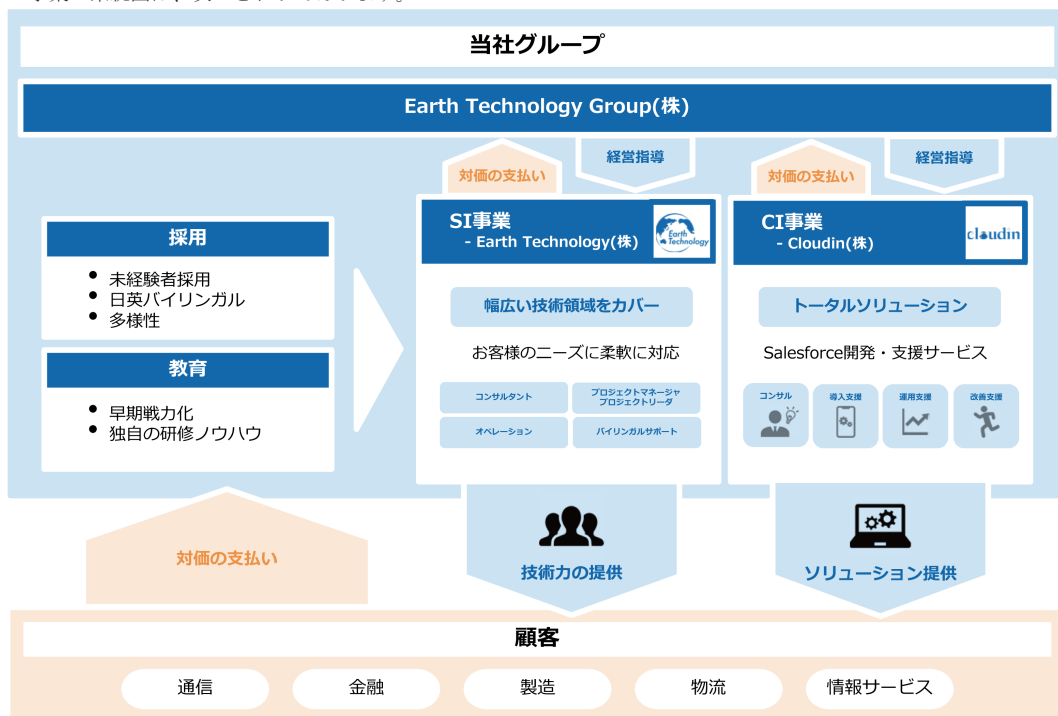 当社グループ
Earth Technology Group(株)
対価の支払い
経営指導
対価の支払い
経営指導
採用
● 未経験者採用
● 日英バイリンガル
● 多様性
教育
● 早期戦力化
● 独自の研修ノウハウ
SI事業
- Earth Technology(株)
Earth
Technology
幅広い技術領域をカバー
お客様のニーズに柔軟に対応
コンサルタント
プロジェクトマネージャ
プロジェクトリーダ
オペレーション
バイリンガルサポート
CI事業
- Cloudin(株)
cloudin
トータルソリューション
Salesforce開発・支援サービス
コンサル
導入支援
運用支援
改善支援
対価の支払い
技術力の提供
ソリューション提供
顧客
通信
金融
製造
物流
情報サービス